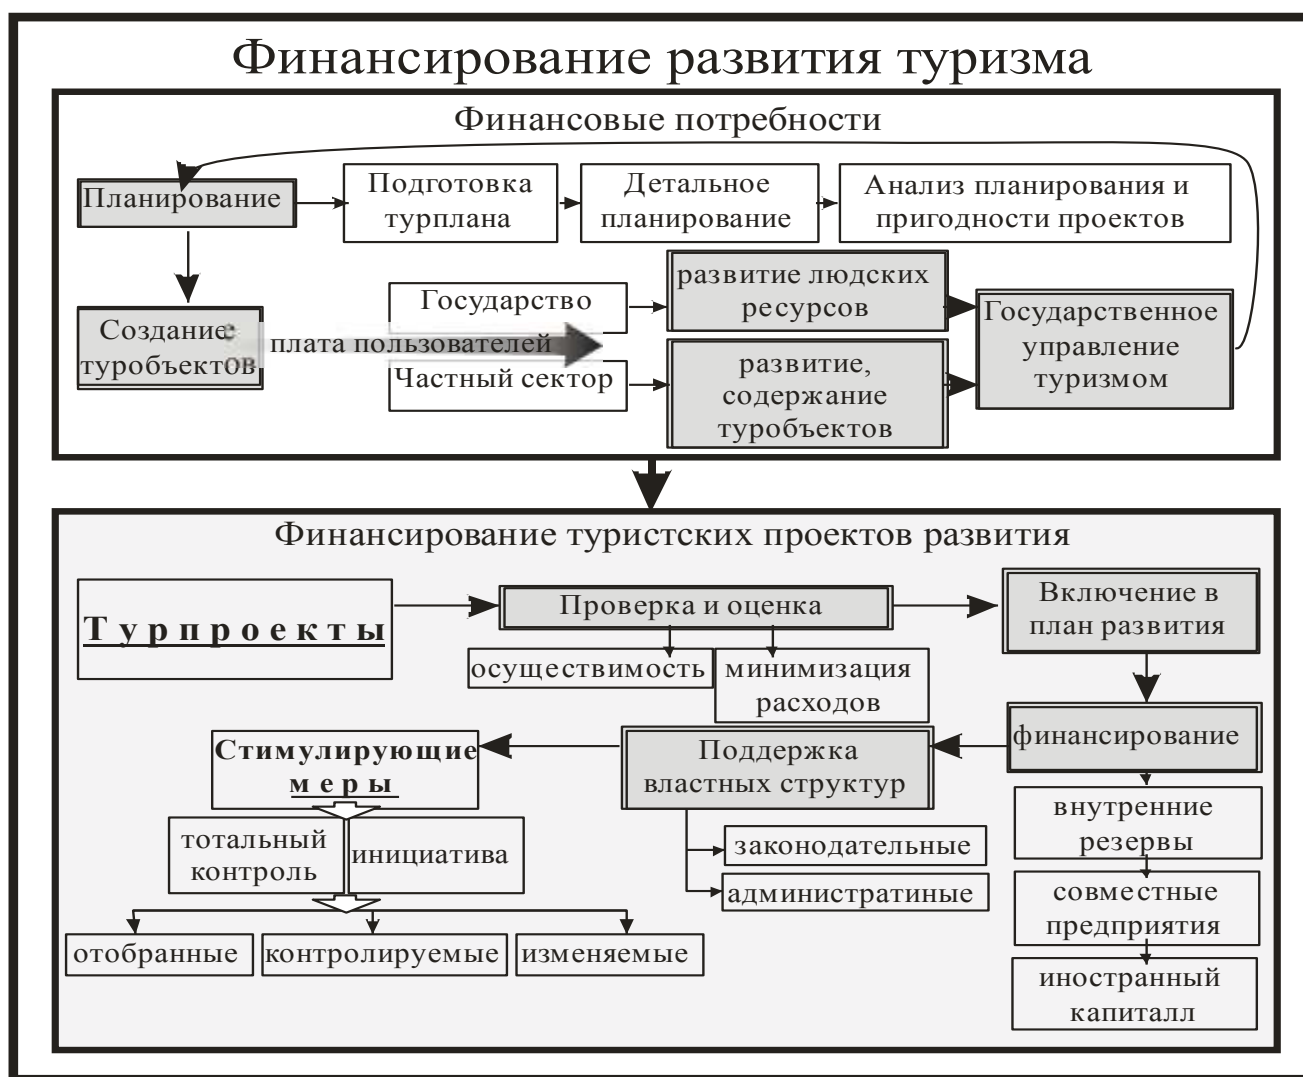 Финансирование развития туризма
Финансовые потребности
Планирование
Подготовка
турплана
Детальное
планирование
Анализ планирования и
пригодности проектов
Создание
туробъектов
Государство
плата пользователей
Частный сектор
развитие людских
ресурсов
развитие,
содержание
туробъектов
Государственное
управление
туризмом
Финансирование туристских проектов развития
Турпроекты
Проверка и оценка
осуществимость
минимизация
расходов
Включение в
план развития
финансирование
Поддержка
властных структур
Стимулирующие
меры
тотальный
контроль
инициатива
законодательные
административые
отобранные
контролируемые
изменяемые
внутренние
резервы
совместные
предприятия
иностранный
капиталл